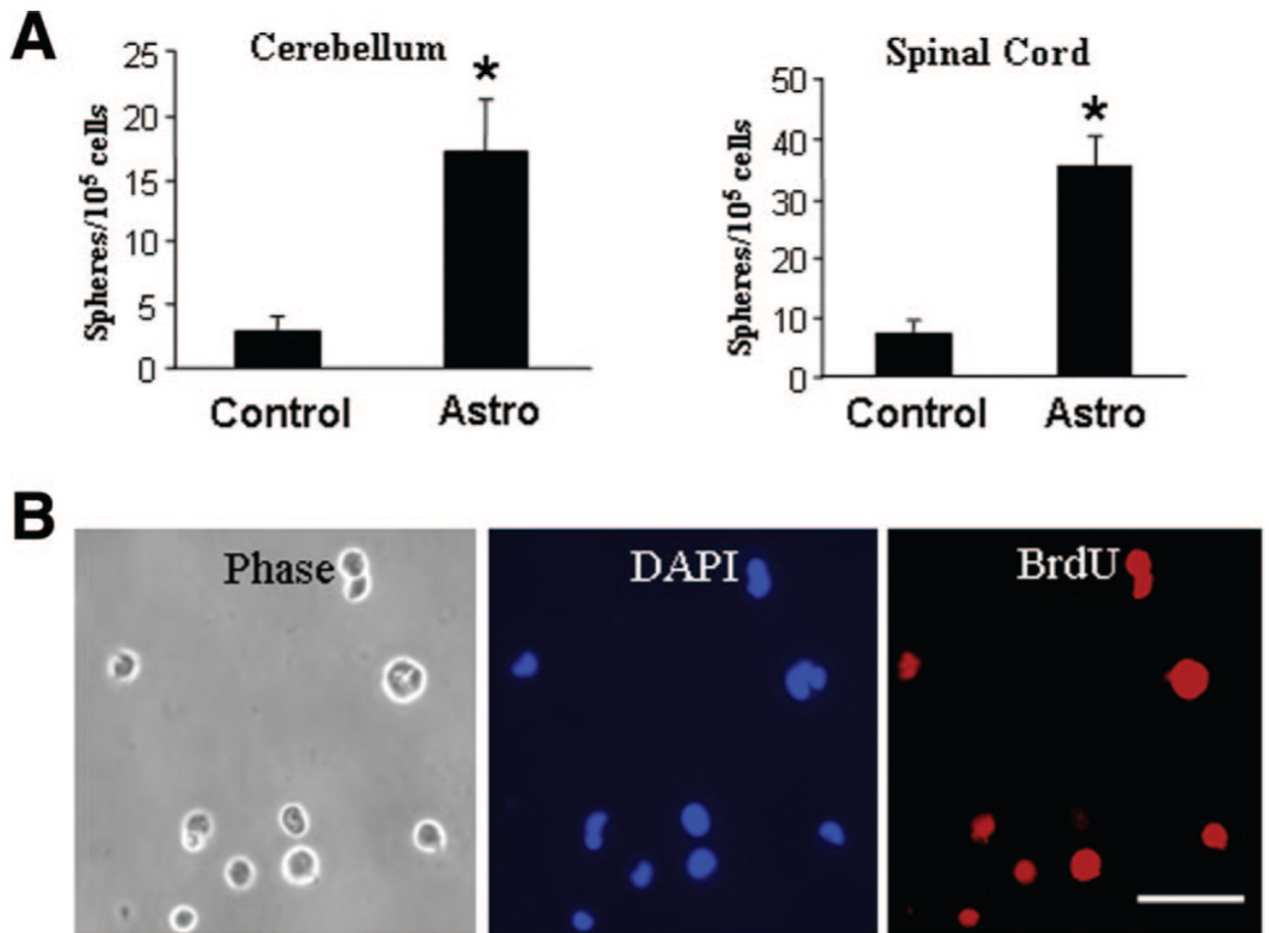 A
Cerebellum
25
20
15
10
5
0
Spheres/10⁵ cells
*
Control
Astro
Spinal Cord
50
40
30
20
10
0
Spheres/10⁵ cells
*
Control
Astro
B
Phase
DAPI
BrdU